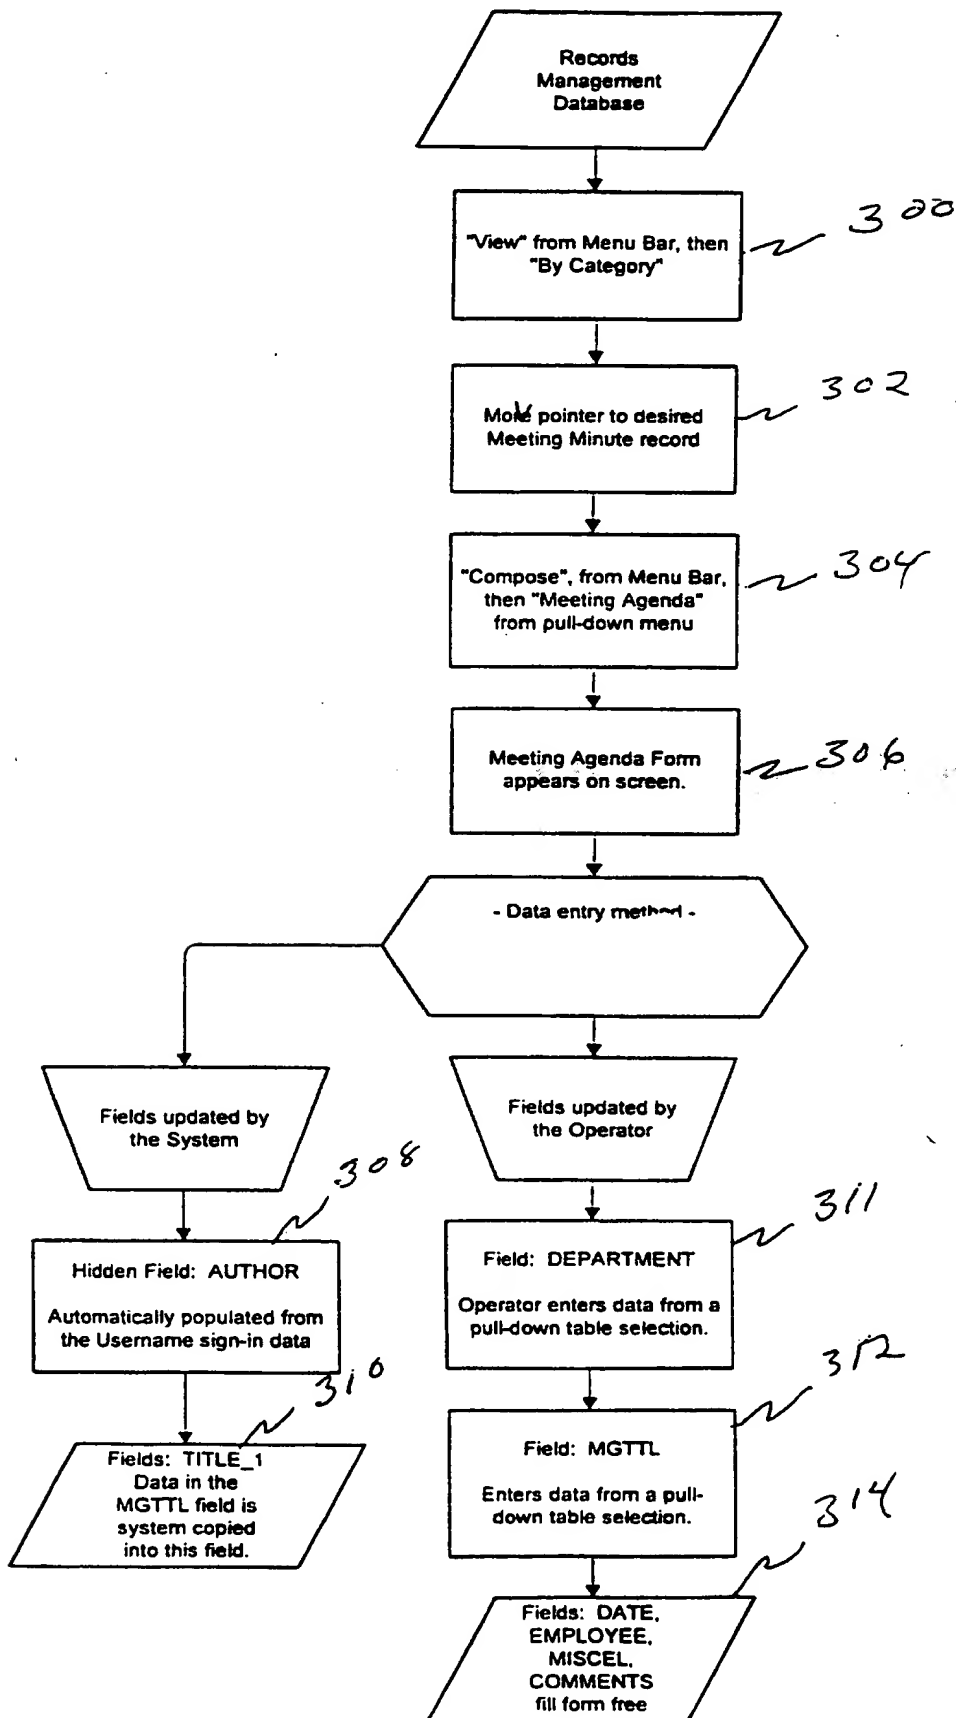 Records
Management
Database
300
"View" from Menu Bar, then
"By Category"
302
Move pointer to desired
Meeting Minute record
304
"Compose", from Menu Bar,
then "Meeting Agenda"
from pull-down menu
306
Meeting Agenda Form
appears on screen.
- Data entry method -
Fields updated by
the System
308
Hidden Field: AUTHOR
Automatically populated from
the Username sign-in data
310
Fields: TITLE_1
Data in the
MGTTL field is
system copied
into this field.
Fields updated by
the Operator
311
Field: DEPARTMENT
Operator enters data from a
pull-down table selection.
312
Field: MGTTL
Enters data from a pull-
down table selection.
314
Fields: DATE,
EMPLOYEE,
MISCEL,
COMMENTS
fill form free